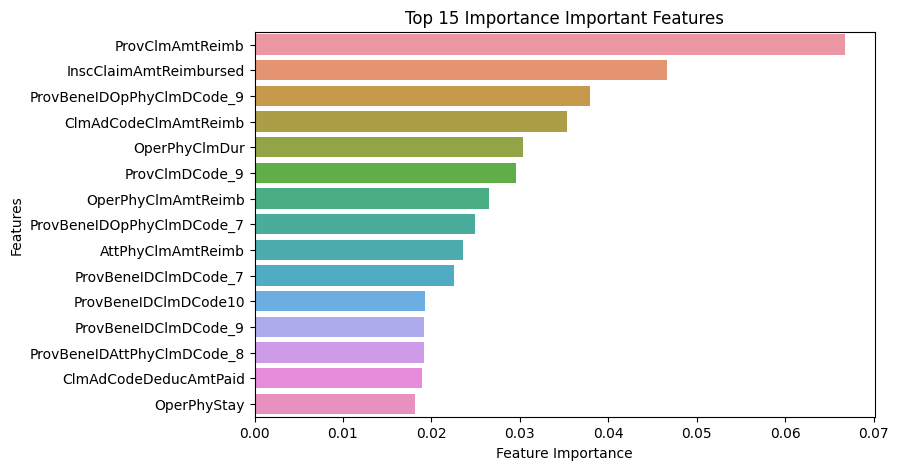 Top 15 Importance Important Features
Features
ProvClmAmtReimb
InscClaimAmtReimbursed
ProvBeneIDOpPhyClmDCode_9
ClmAdCodeClmAmtReimb
OperPhyClmDur
ProvClmDCode_9
OperPhyClmAmtReimb
ProvBeneIDOpPhyClmDCode_7
AttPhyClmAmtReimb
ProvBeneIDClmDCode_7
ProvBeneIDClmDCode10
ProvBeneIDClmDCode_9
ProvBeneIDAttPhyClmDCode_8
ClmAdCodeDeducAmtPaid
OperPhyStay
0.00 0.01 0.02 0.03 0.04 0.05 0.06 0.07
Feature Importance